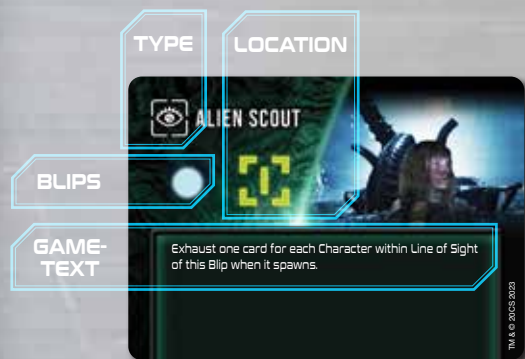 TYPE
LOCATION
ALIEN SCOUT
BLIPS
GAME-
TEXT
Exhaust one card for each Character within Line of Sight
of this Blip when it spawns.
TM & © 20CS 2023